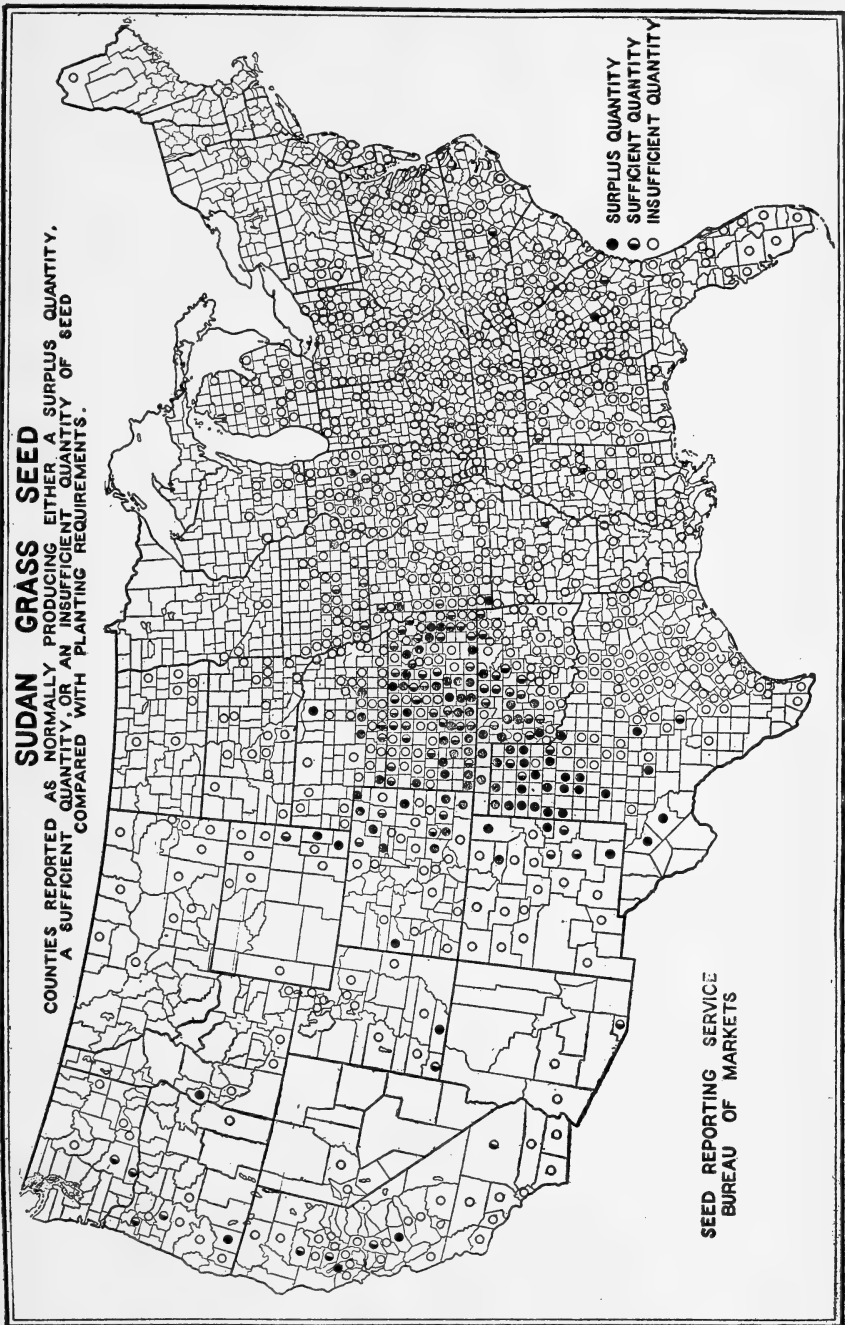 SUDAN GRASS SEED
COUNTIES REPORTED AS NORMALLY PRODUCING EITHER A SURPLUS QUANTITY,
A SUFFICIENT QUANTITY, OR AN INSUFFICIENT QUANTITY OF SEED
COMPARED WITH PLANTING REQUIREMENTS.
SURPLUS QUANTITY
SUFFICIENT QUANTITY
INSUFFICIENT QUANTITY
SEED REPORTING SERVICE
BUREAU OF MARKETS